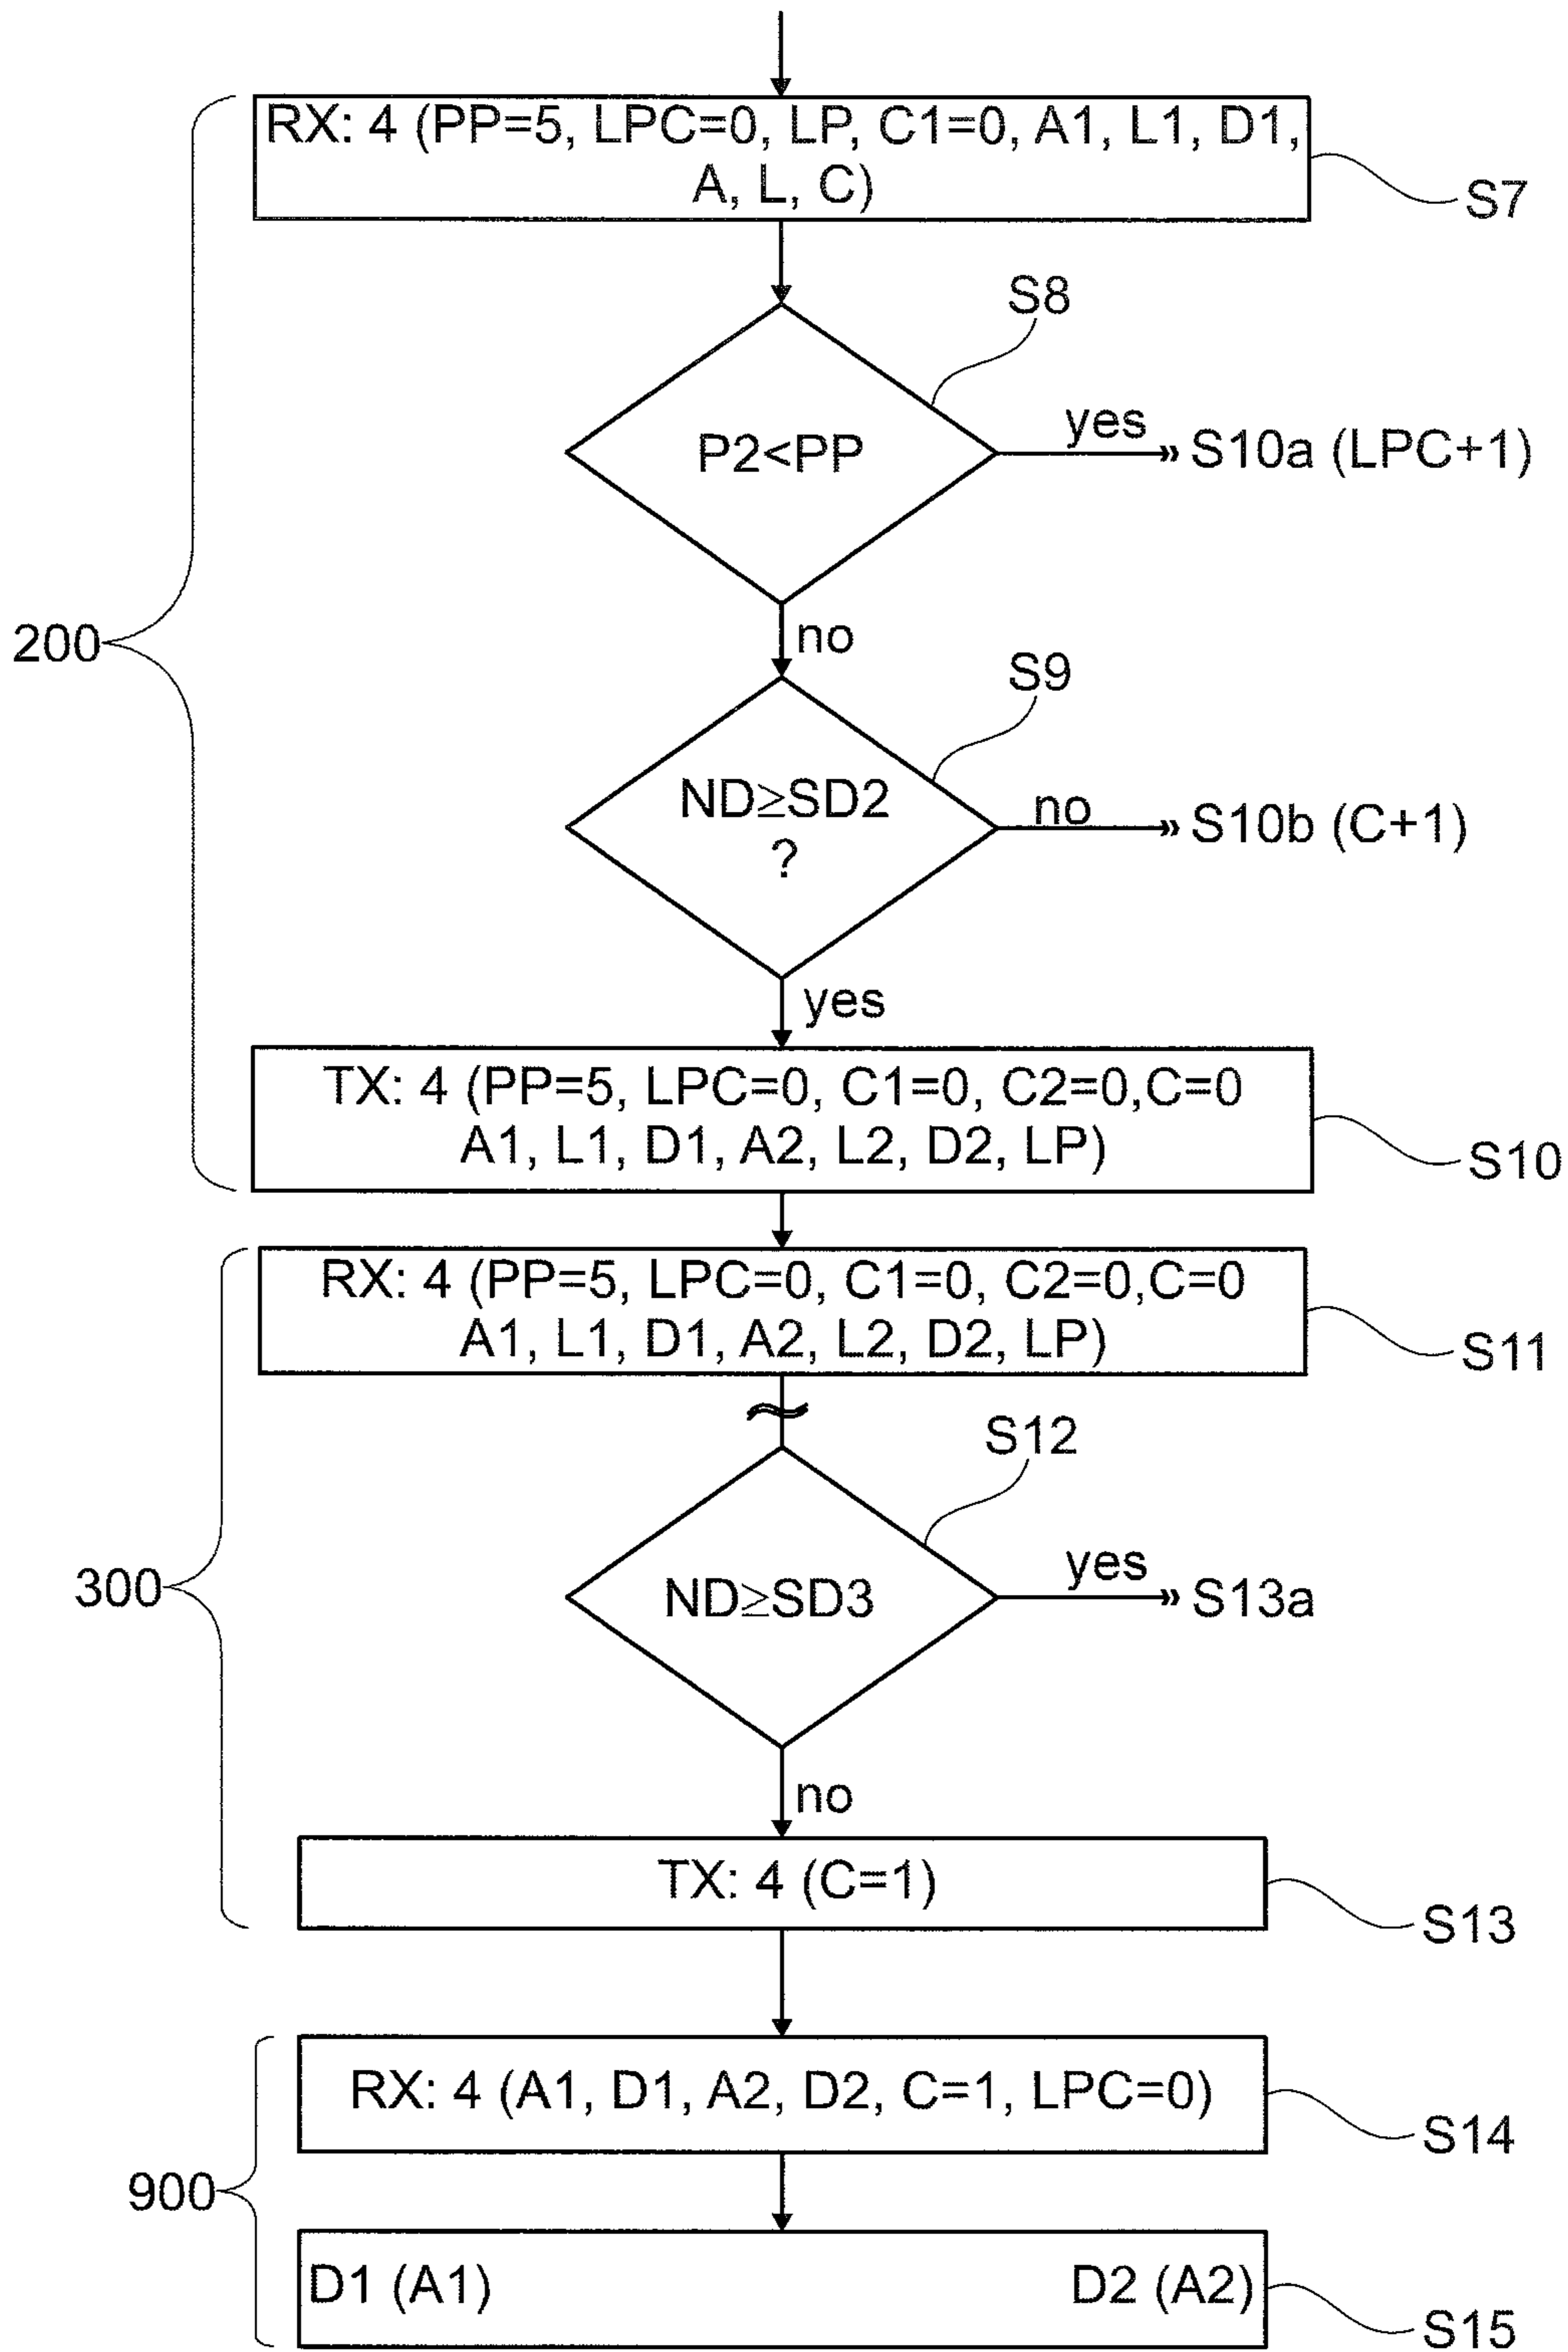 RX: 4 (PP=5, LPC=0, LP, C1=0, A1, L1, D1,
A, L, C)
S7
S8
P2<PP
yes
S10a (LPC+1)
200
no
S9
ND≥SD2
?
no
S10b (C+1)
yes
TX: 4 (PP=5, LPC=0, C1=0, C2=0,C=0
A1, L1, D1, A2, L2, D2, LP)
S10
RX: 4 (PP=5, LPC=0, C1=0, C2=0,C=0
A1, L1, D1, A2, L2, D2, LP)
S11
S12
300
ND≥SD3
yes
S13a
no
TX: 4 (C=1)
S13
RX: 4 (A1, D1, A2, D2, C=1, LPC=0)
S14
900
D1 (A1)
D2 (A2)
S15